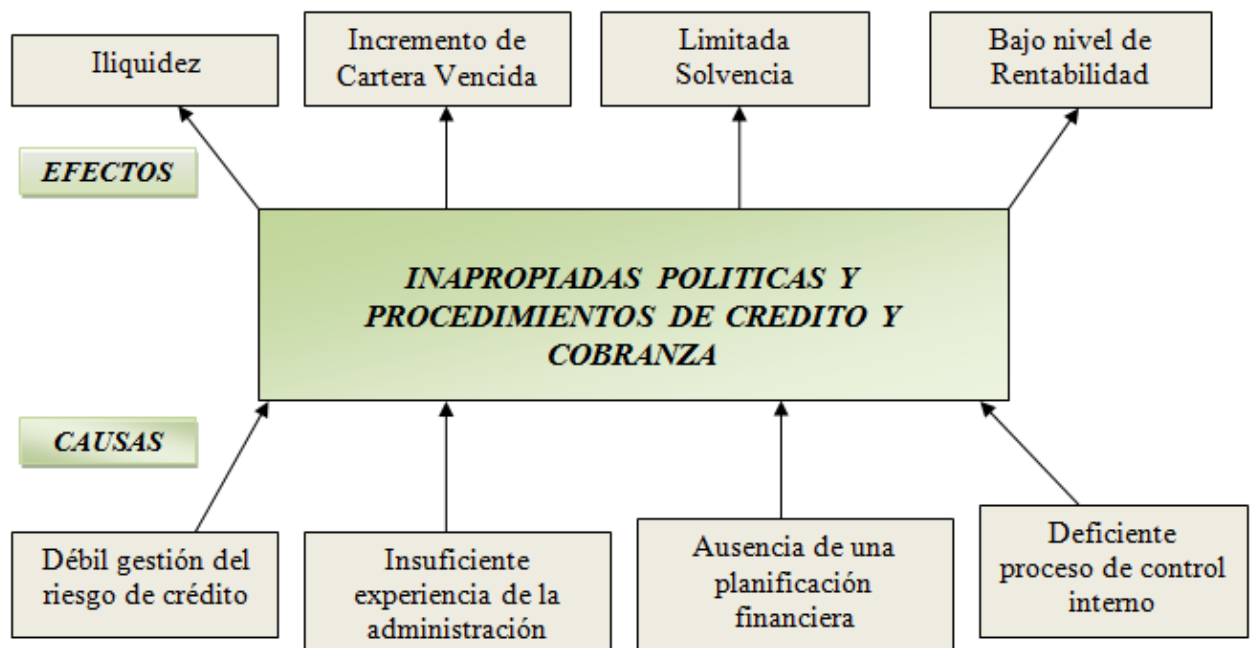 Iliquidez
Incremento de
Cartera Vencida
Limitada
Solvencia
Bajo nivel de
Rentabilidad
EFECTOS
INAPROPIADAS POLITICAS Y
PROCEDIMIENTOS DE CREDITO Y
COBRANZA
CAUSAS
Débil gestión del
riesgo de crédito
Insuficiente
experiencia de la
administración
Ausencia de una
planificación
financiera
Deficiente
proceso de control
interno